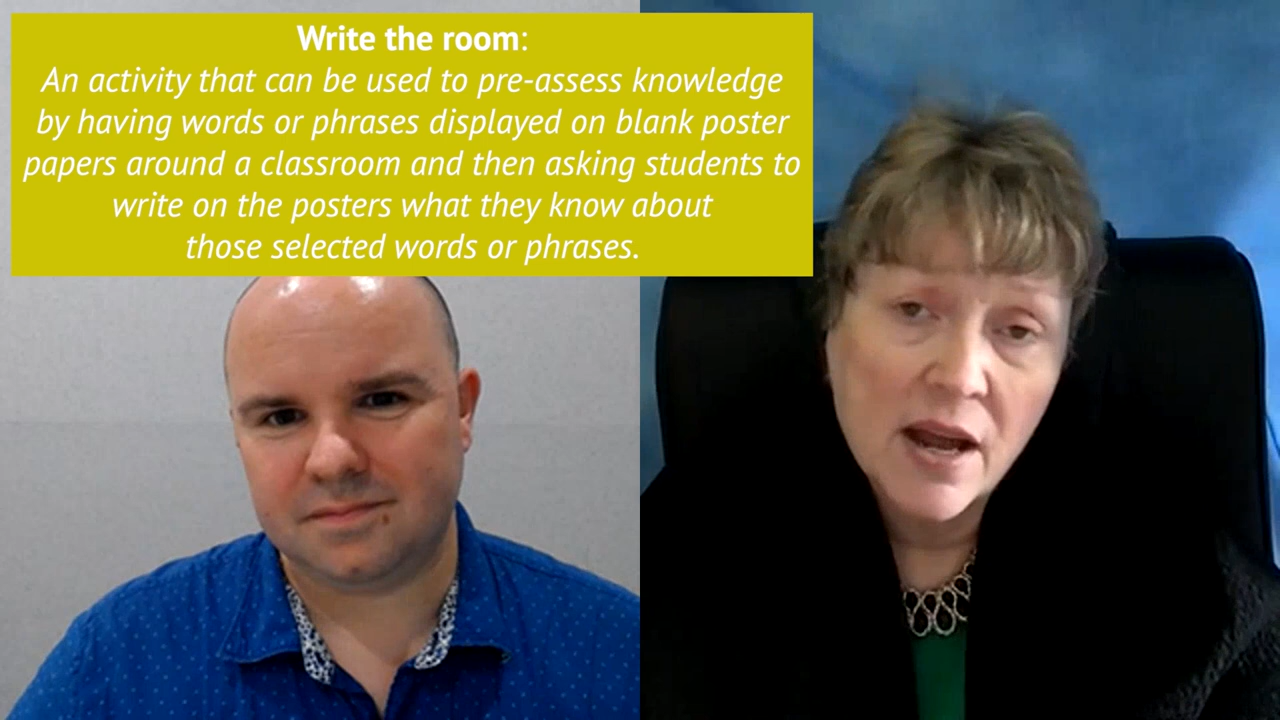 Write the room:
An activity that can be used to pre-assess knowledge
by having words or phrases displayed on blank poster
papers around a classroom and then asking students to
write on the posters what they know about
those selected words or phrases.